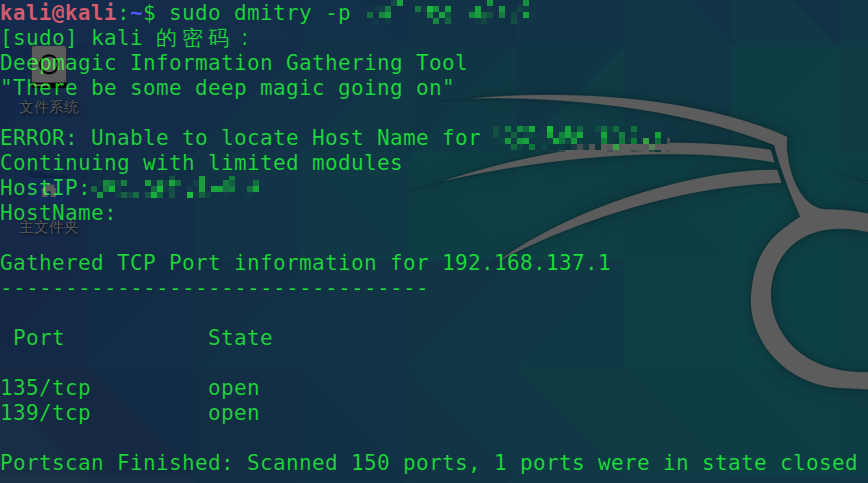 kali@kali:~$ sudo dmitry -p
[sudo] kali 的密码：
Deepmagic Information Gathering Tool
"There be some deep magic going on"
文件系统
ERROR: Unable to locate Host Name for
Continuing with limited modules
HostIP:
HostName:
主文件夹
Gathered TCP Port information for 192.168.137.1
---------------------------------
Port State
135/tcp open
139/tcp open
Portscan Finished: Scanned 150 ports, 1 ports were in state closed